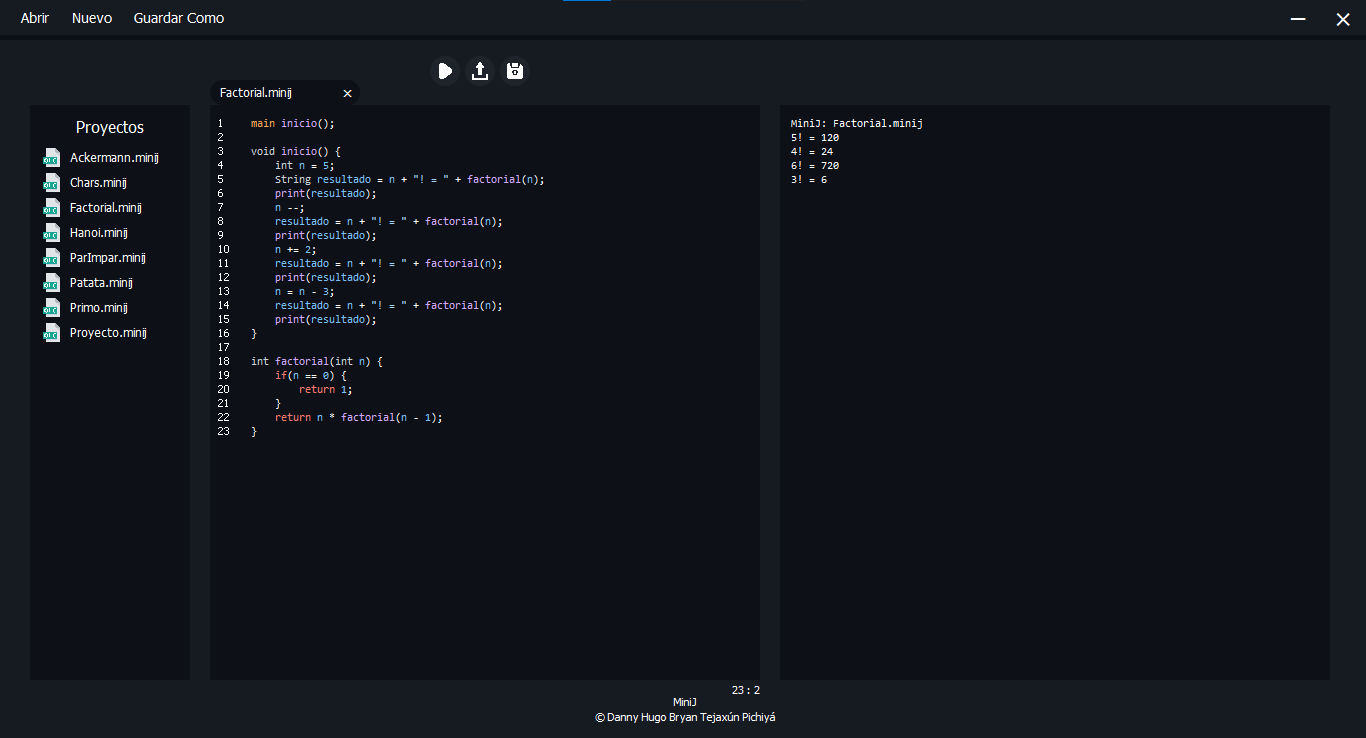 Abrir Nuevo Guardar Como
Factorial.minij
Proyectos
Ackermann.minij
Chars.minij
Factorial.minij
Hanoi.minij
ParImpar.minij
Patata.minij
Primo.minij
Proyecto.minij
1 main inicio();
2
3 void inicio() {
4     int n = 5;
5     String resultado = n + "! = " + factorial(n);
6     print(resultado);
7     n --;
8     resultado = n + "! = " + factorial(n);
9     print(resultado);
10     n += 2;
11     resultado = n + "! = " + factorial(n);
12     print(resultado);
13     n = n - 3;
14     resultado = n + "! = " + factorial(n);
15     print(resultado);
16 }
17
18 int factorial(int n) {
19     if(n == 0) {
20         return 1;
21     }
22     return n * factorial(n - 1);
23 }
MiniJ: Factorial.minij
5! = 120
4! = 24
6! = 720
3! = 6
23 : 2
MiniJ
© Danny Hugo Bryan Tejaxún Pichiyá